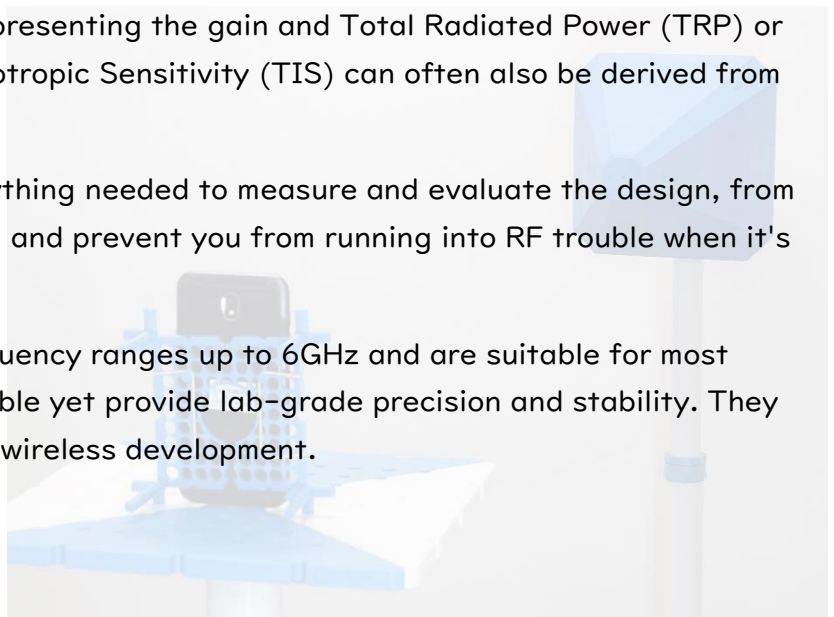 presenting the gain and Total Radiated Power (TRP) or
otropic Sensitivity (TIS) can often also be derived from
ything needed to measure and evaluate the design, from
and prevent you from running into RF trouble when it's
uency ranges up to 6GHz and are suitable for most
ble yet provide lab-grade precision and stability. They
wireless development.